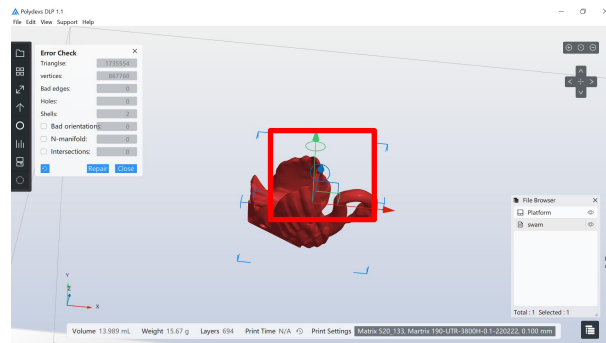 Polydevs DLP 1.1
File Edit View Support Help
Error Check
Trianglse: 1735554
vertices: 867760
Bad edges: 0
Holes: 0
Shells: 2
Bad orientations: 0
N-manifold: 0
Intersections: 0
Repair Close
File Browser
Platform
swam
Total : 1 Selected : 1
Y
Z
X
Volume 13.989 mL Weight 15.67 g Layers 694 Print Time N/A Print Settings Matrix 520_133, Martrix 190-UTR-3800H-0.1-220222, 0.100 mm